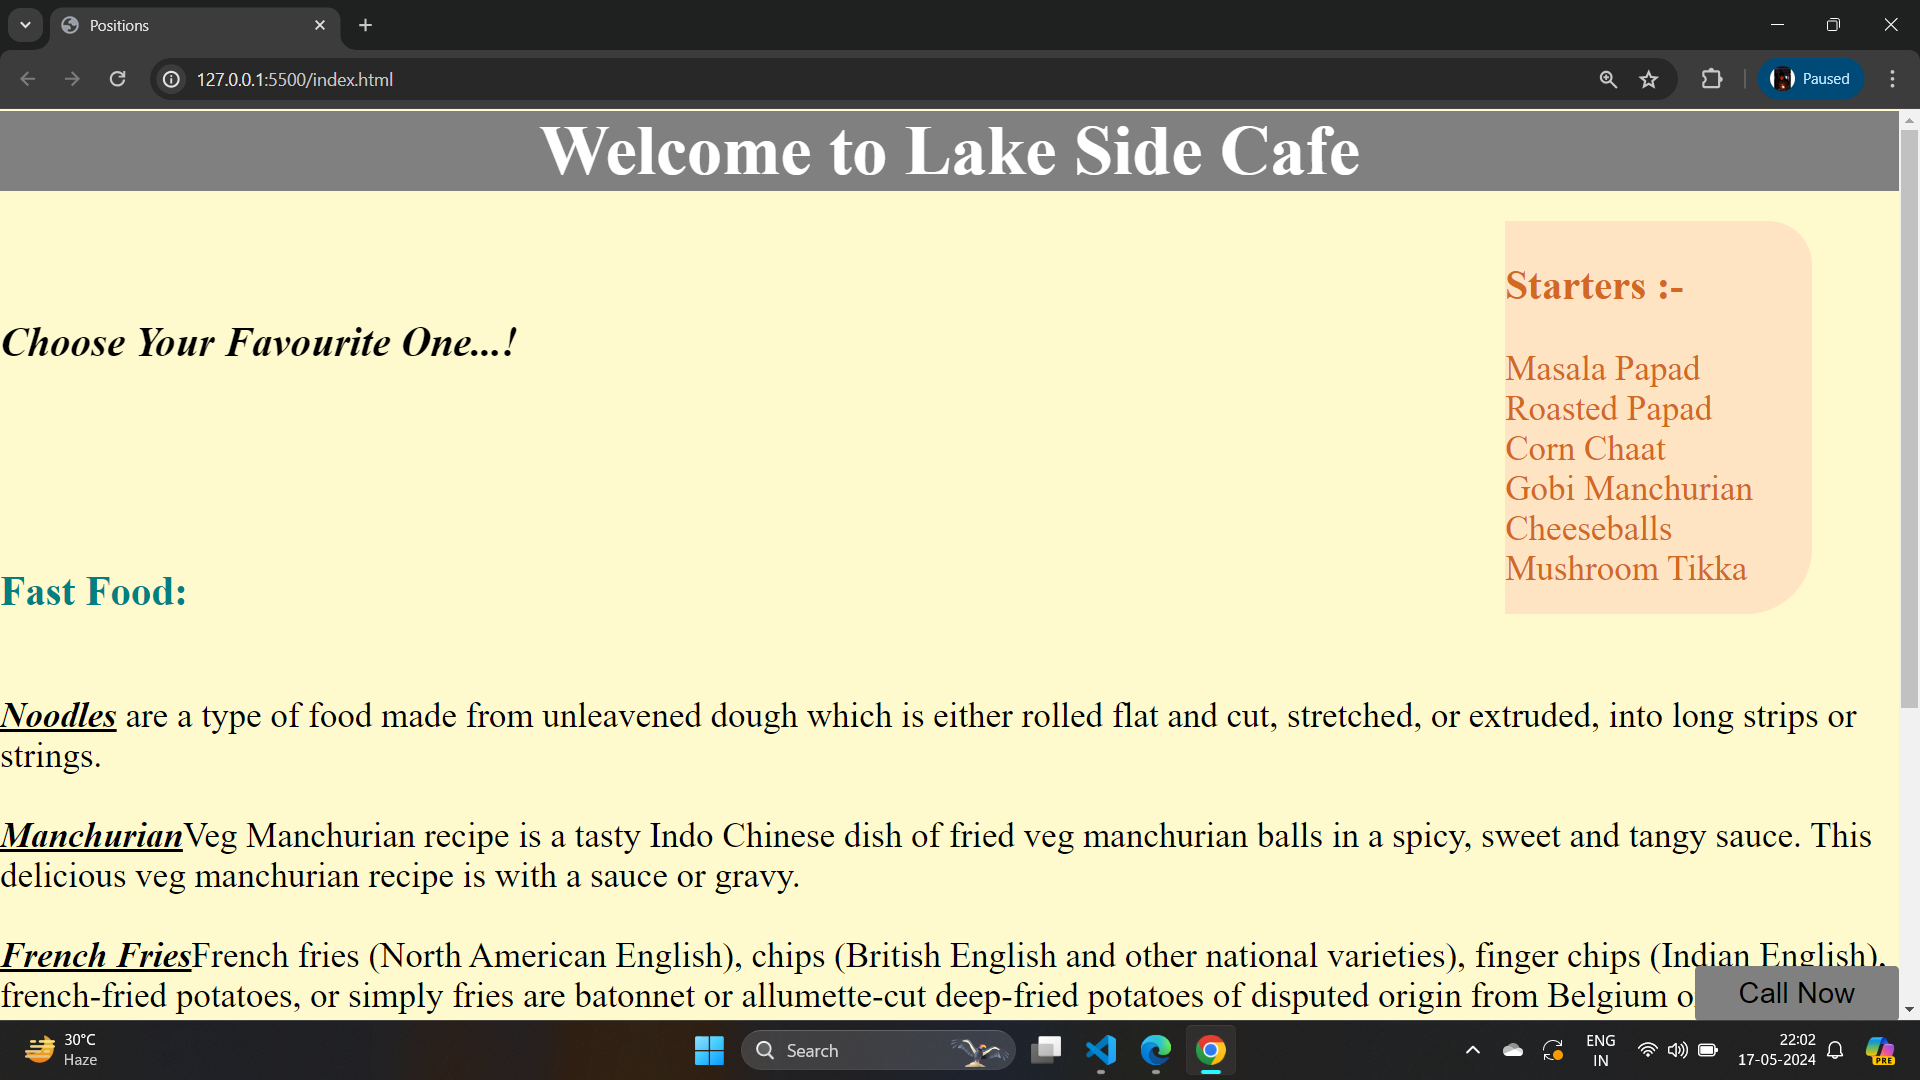 Positions
127.0.0.1:5500/index.html
Paused
Welcome to Lake Side Cafe
Choose Your Favourite One...!
Starters :-
Masala Papad
Roasted Papad
Corn Chaat
Gobi Manchurian
Cheeseballs
Mushroom Tikka
Fast Food:
Noodles are a type of food made from unleavened dough which is either rolled flat and cut, stretched, or extruded, into long strips or
strings.
ManchurianVeg Manchurian recipe is a tasty Indo Chinese dish of fried veg manchurian balls in a spicy, sweet and tangy sauce. This
delicious veg manchurian recipe is with a sauce or gravy.
French FriesFrench fries (North American English), chips (British English and other national varieties), finger chips (Indian English),
french-fried potatoes, or simply fries are batonnet or allumette-cut deep-fried potatoes of disputed origin from Belgium
Call Now
30°C
Haze
Search
ENG
IN
22:02
17-05-2024
PRE